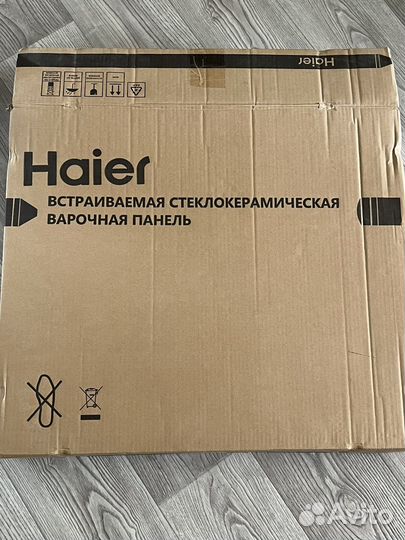 Haier
Haier
ВСТРАИВАЕМАЯ СТЕКЛОКЕРАМИЧЕСКАЯ
ВАРОЧНАЯ ПАНЕЛЬ
Avito